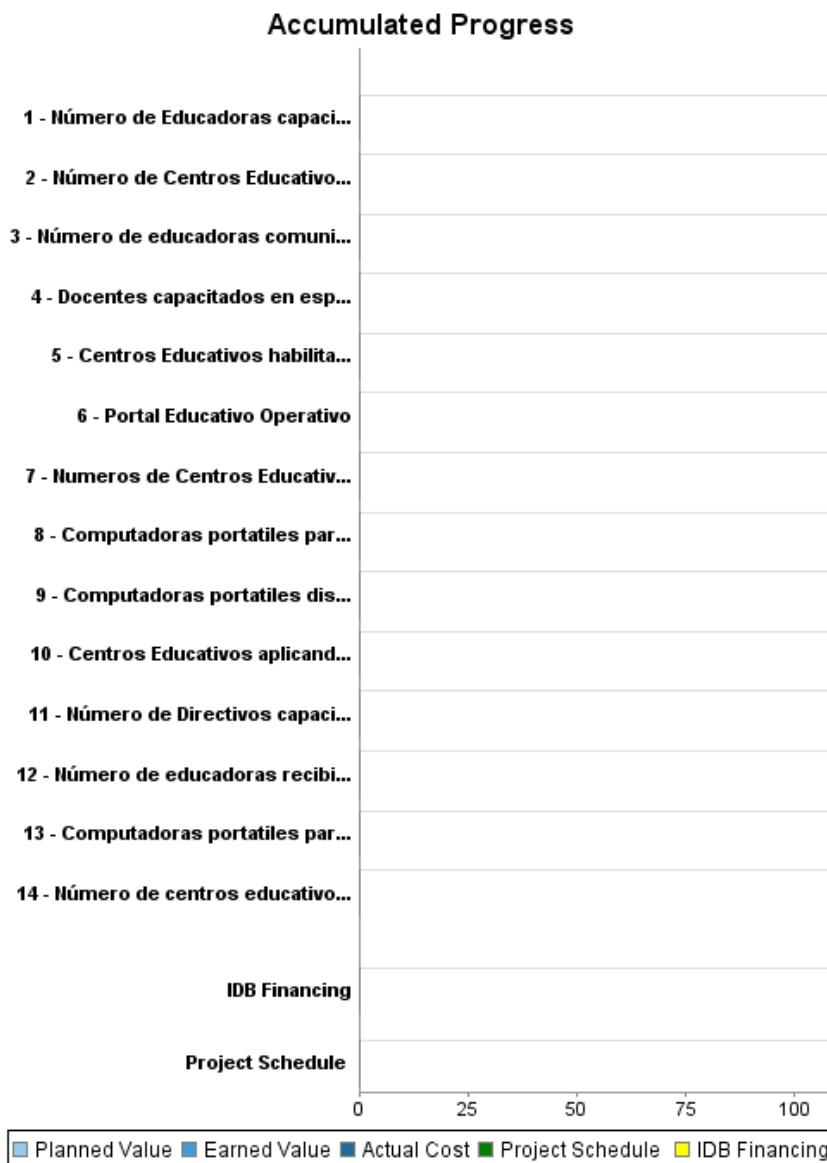 Accumulated Progress
1 - Número de Educadoras capaci...
2 - Número de Centros Educativo...
3 - Número de educadoras comuni...
4 - Docentes capacitados en esp...
5 - Centros Educativos habilita...
6 - Portal Educativo Operativo
7 - Numeros de Centros Educativ...
8 - Computadoras portatiles par...
9 - Computadoras portatiles dis...
10 - Centros Educativos aplicand...
11 - Número de Directivos capaci...
12 - Número de educadoras recibi...
13 - Computadoras portatiles par...
14 - Número de centros educativo...
IDB Financing
Project Schedule
0 25 50 75 100
Planned Value Earned Value Actual Cost Project Schedule IDB Financing